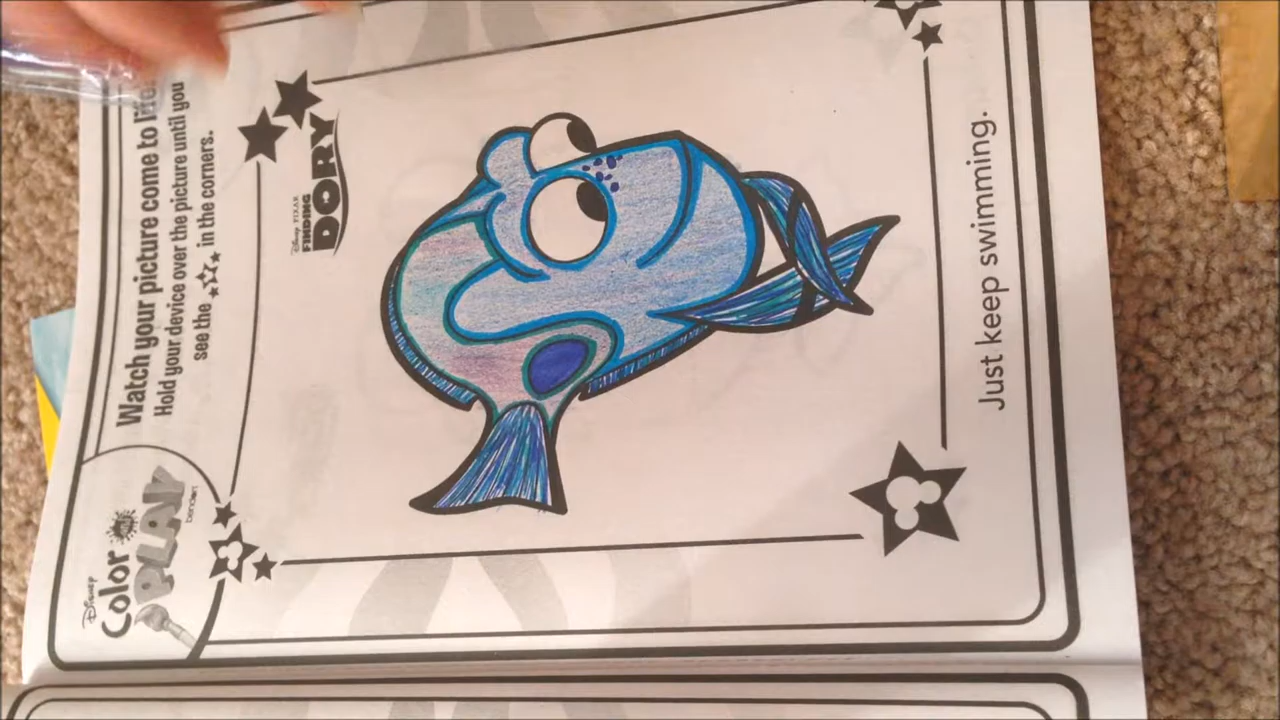 Disney
Color
PLAY
bendon
Watch your picture come to life!
Hold your device over the picture until you
see the in the corners.
Disney PIXAR
FINDING
DORY
Just keep swimming.